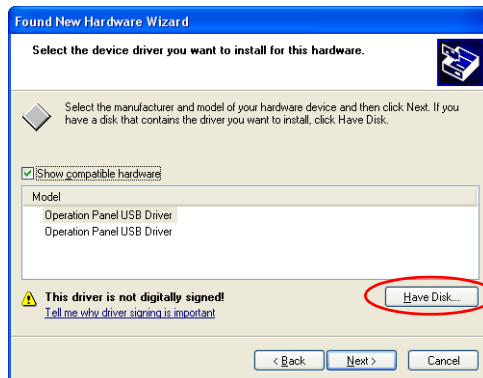 Found New Hardware Wizard
Select the device driver you want to install for this hardware.
Select the manufacturer and model of your hardware device and then click Next. If you
have a disk that contains the driver you want to install, click Have Disk.
Show compatible hardware
Model
Operation Panel USB Driver
Operation Panel USB Driver
This driver is not digitally signed!
Have Disk...
Tell me why driver signing is important
< Back
Next >
Cancel